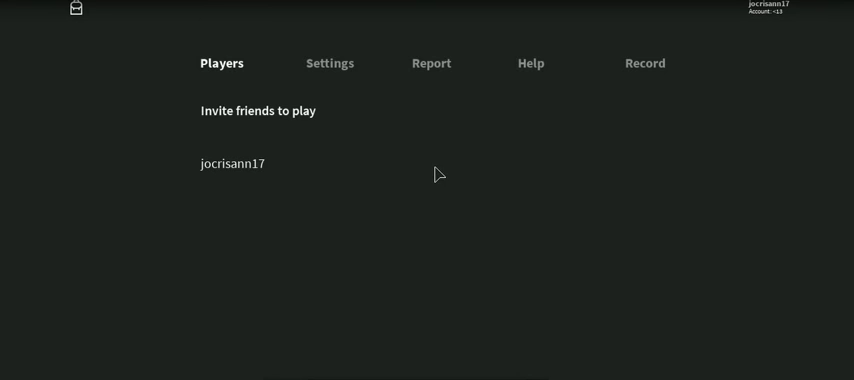 jocrisann17
Account: <13
Players Settings Report Help Record
Invite friends to play
jocrisann17